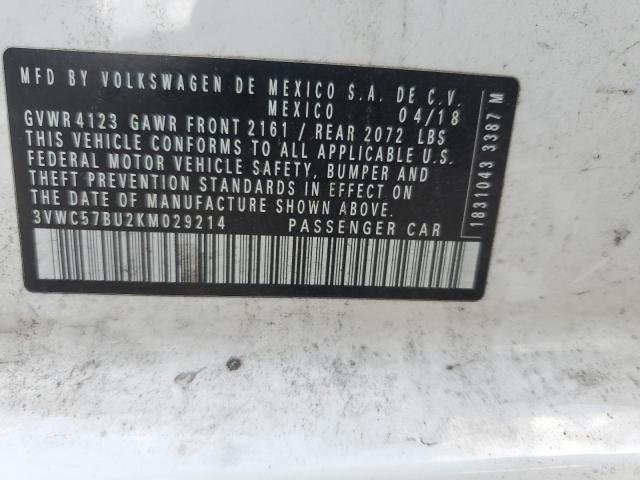 MFD BY VOLKSWAGEN DE MEXICO S.A. DE C.V.
MEXICO 04/18
GVWR 4123 GAWR FRONT 2161 / REAR 2072 LBS
THIS VEHICLE CONFORMS TO ALL APPLICABLE U.S.
FEDERAL MOTOR VEHICLE SAFETY, BUMPER AND
THEFT PREVENTION STANDARDS IN EFFECT ON
THE DATE OF MANUFACTURE SHOWN ABOVE.
3VWC57BU2KM029214 PASSENGER CAR
1831043 3387 M